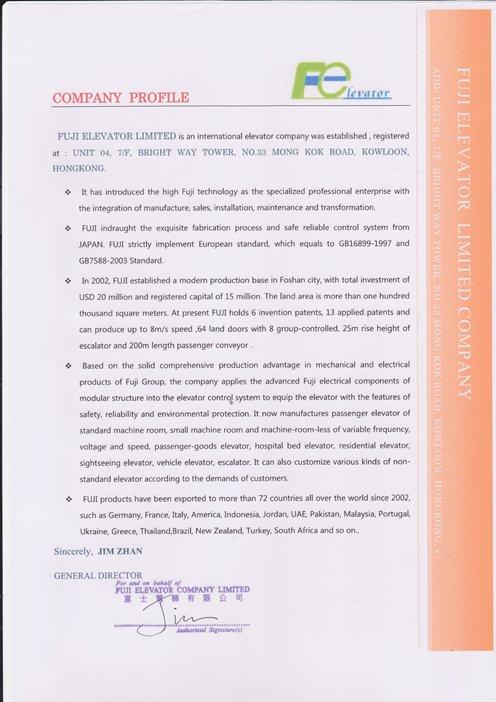 Fe levator
COMPANY PROFILE
FUJI ELEVATOR LIMITED is an international elevator company was established , registered
at : UNIT 04, 7/F, BRIGHT WAY TOWER, NO.33 MONG KOK ROAD, KOWLOON,
HONGKONG.
❖ It has introduced the high Fuji technology as the specialized professional enterprise with
the integration of manufacture, sales, installation, maintenance and transformation.
❖ FUJI indraught the exquisite fabrication process and safe reliable control system from
JAPAN. FUJI strictly implement European standard, which equals to GB16899-1997 and
GB7588-2003 Standard.
❖ In 2002, FUJI established a modern production base in Foshan city, with total investment of
USD 20 million and registered capital of 15 million. The land area is more than one hundred
thousand square meters. At present FUJI holds 6 invention patents, 13 applied patents and
can produce up to 8m/s speed ,64 land doors with 8 group-controlled, 25m rise height of
escalator and 200m length passenger conveyor .
❖ Based on the solid comprehensive production advantage in mechanical and electrical
products of Fuji Group, the company applies the advanced Fuji electrical components of
modular structure into the elevator control system to equip the elevator with the features of
safety, reliability and environmental protection. It now manufactures passenger elevator of
standard machine room, small machine room and machine-room-less of variable frequency,
voltage and speed, passenger-goods elevator, hospital bed elevator, residential elevator,
sightseeing elevator, vehicle elevator, escalator. It can also customize various kinds of non-
standard elevator according to the demands of customers.
❖ FUJI products have been exported to more than 72 countries all over the world since 2002,
such as Germany, France, Italy, America, Indonesia, Jordan, UAE, Pakistan, Malaysia, Portugal,
Ukraine, Greece, Thailand,Brazil, New Zealand, Turkey, South Africa and so on..
Sincerely, JIM ZHAN
GENERAL DIRECTOR
For and on behalf of
FUJI ELEVATOR COMPANY LIMITED
富士電梯有限公司
Jim
Authorized Signature(s)
FUJI ELEVATOR LIMITED COMPANY
ADD: UNIT 04, 7/F, BRIGHT WAY TOWER, NO.33 MONG KOK ROAD, KOWLOON, HONGKONG.